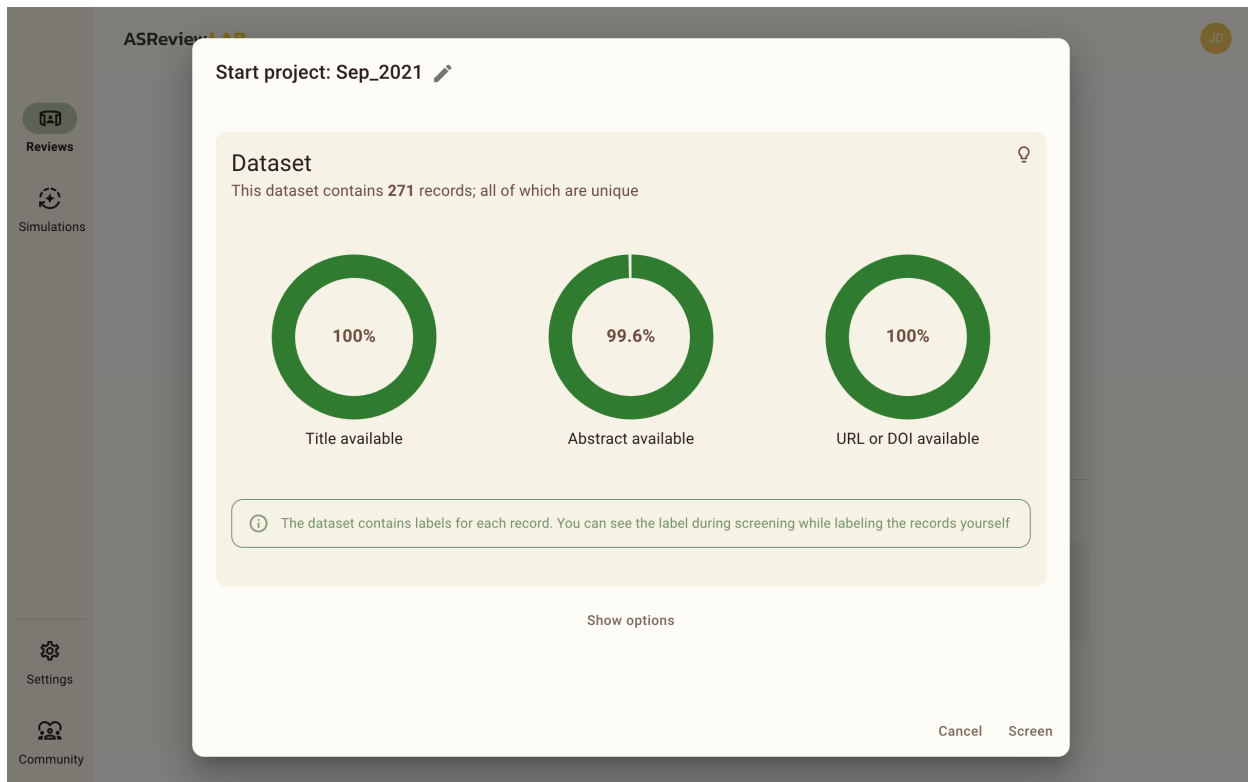 ASReview LAB
JD
Reviews
Simulations
Settings
Community
Start project: Sep_2021
Dataset
This dataset contains 271 records; all of which are unique
100%
99.6%
100%
Title available
Abstract available
URL or DOI available
The dataset contains labels for each record. You can see the label during screening while labeling the records yourself
Show options
Cancel
Screen